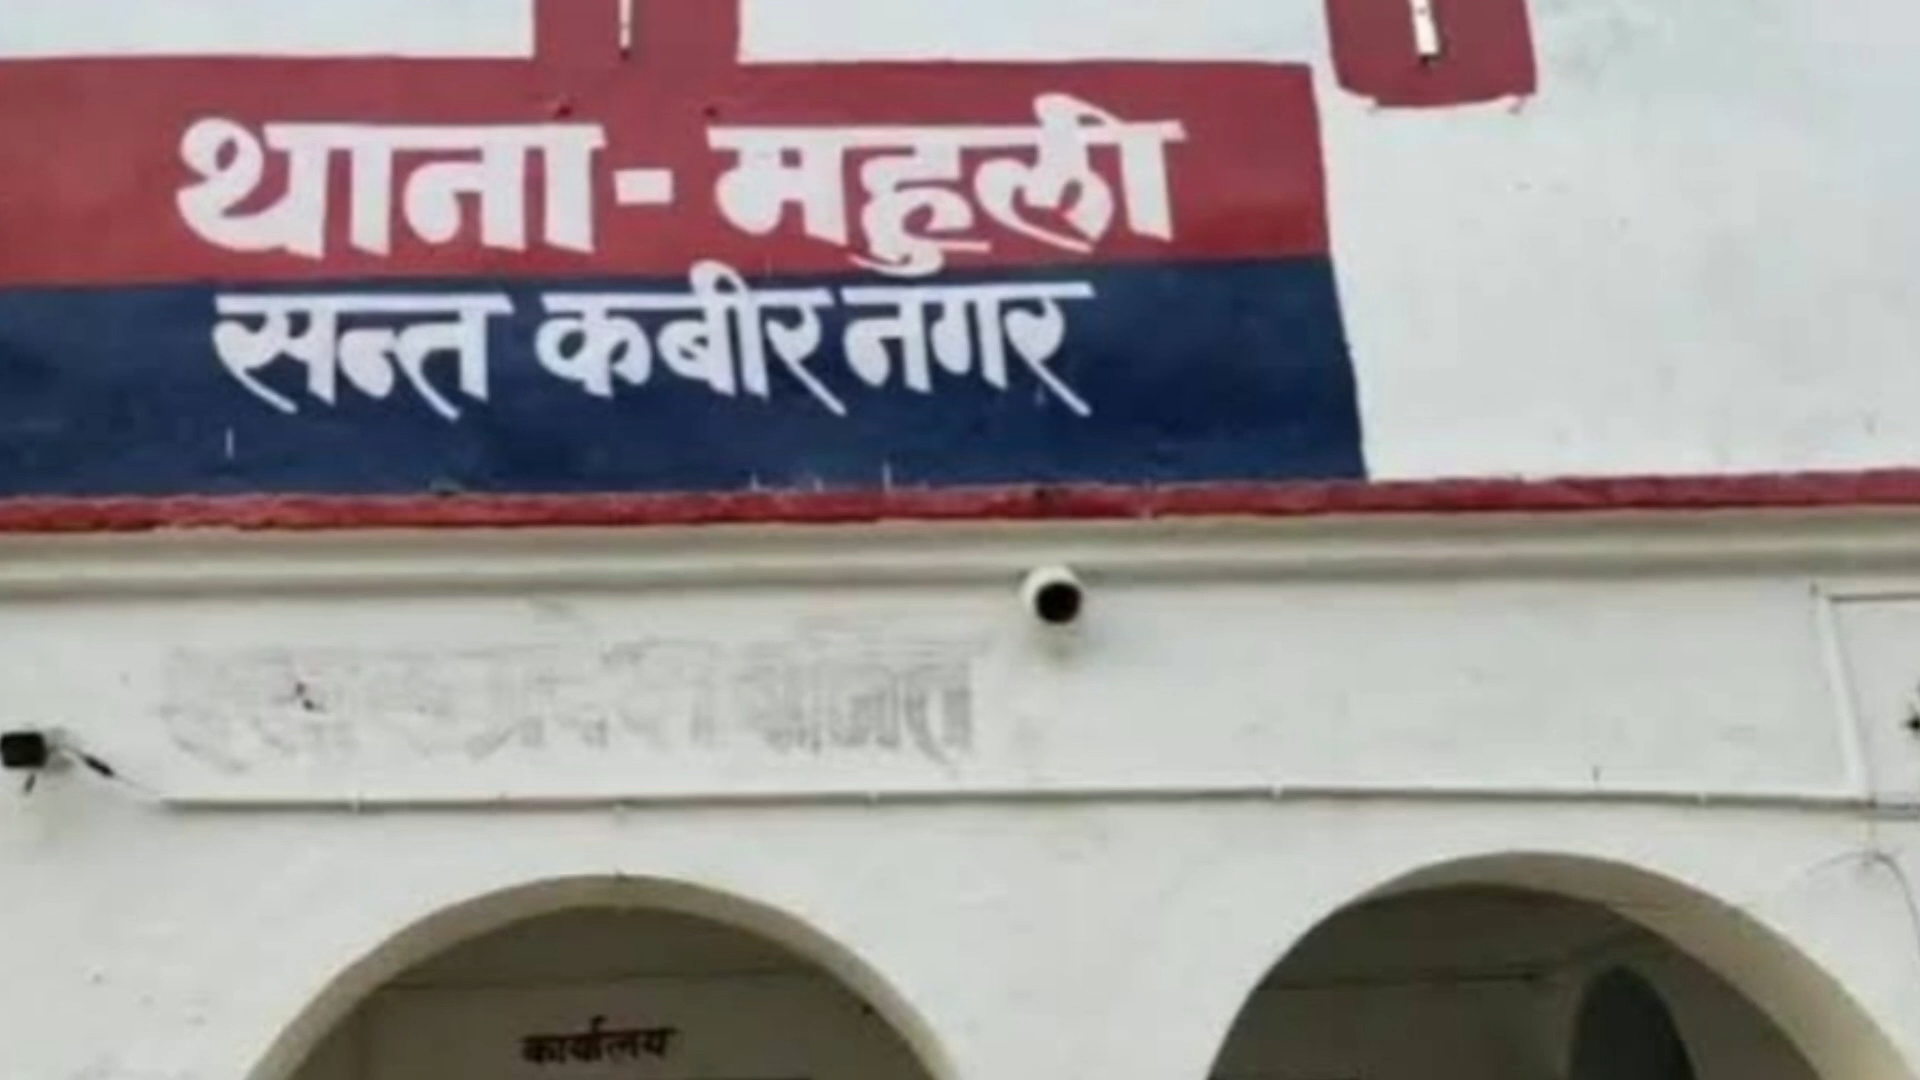 थाना - महुली
सन्त कबीर नगर
कार्यालय